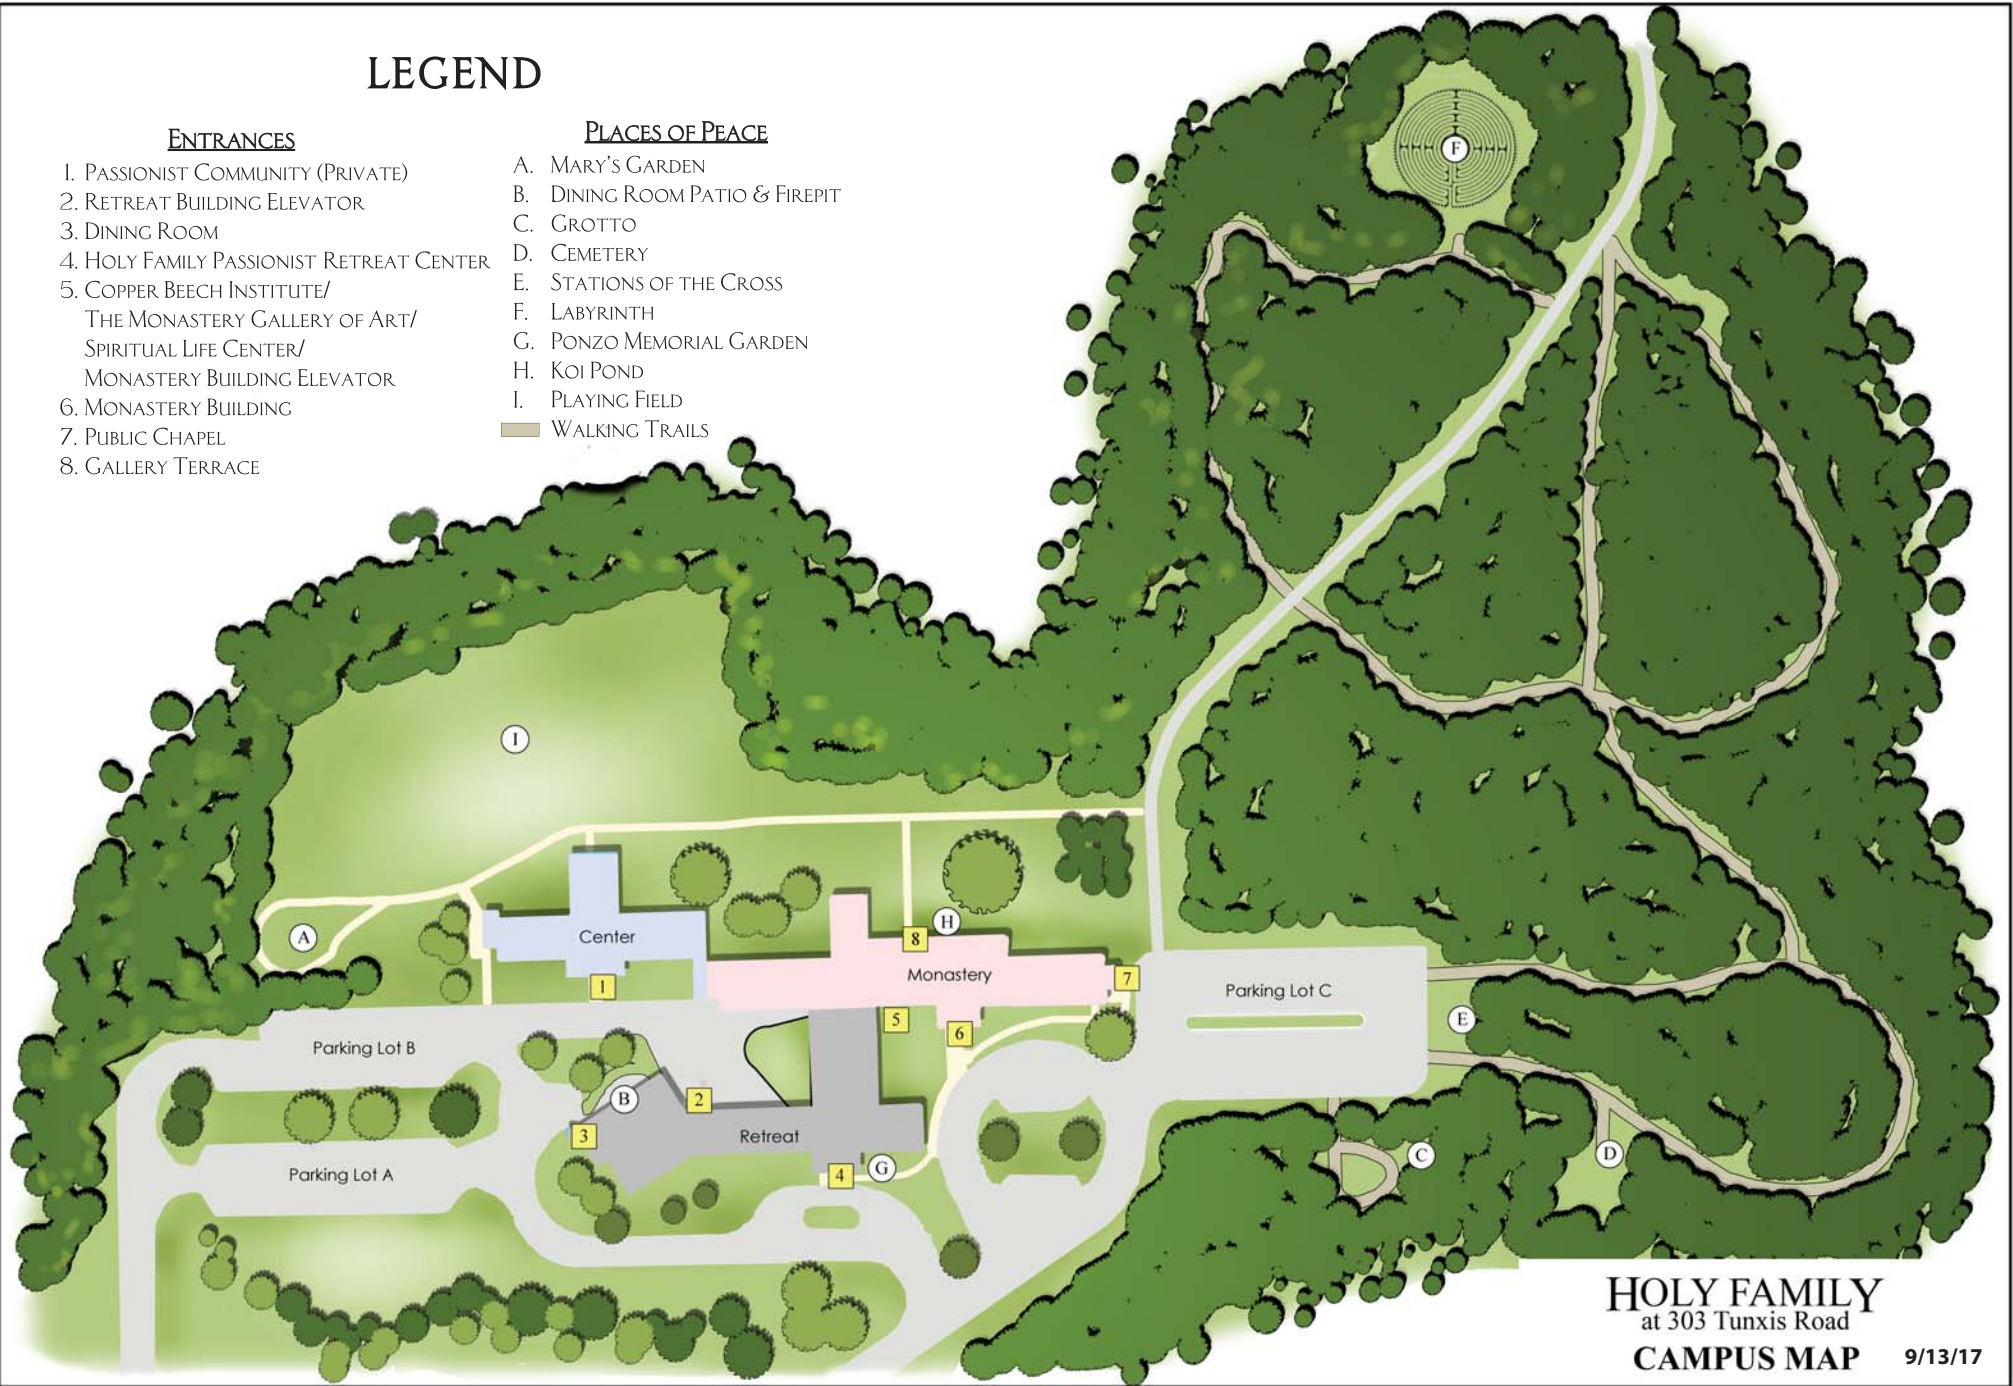 LEGEND
ENTRANCES
1. PASSIONIST COMMUNITY (PRIVATE)
2. RETREAT BUILDING ELEVATOR
3. DINING ROOM
4. HOLY FAMILY PASSIONIST RETREAT CENTER
5. COPPER BEECH INSTITUTE/
THE MONASTERY GALLERY OF ART/
SPIRITUAL LIFE CENTER/
MONASTERY BUILDING ELEVATOR
6. MONASTERY BUILDING
7. PUBLIC CHAPEL
8. GALLERY TERRACE
PLACES OF PEACE
A. MARY'S GARDEN
B. DINING ROOM PATIO & FIREPIT
C. GROTTO
D. CEMETERY
E. STATIONS OF THE CROSS
F. LABYRINTH
G. PONZO MEMORIAL GARDEN
H. KOI POND
I. PLAYING FIELD
WALKING TRAILS
F
I
A
Center
H
8
Monastery
7
1
Parking Lot C
5
6
E
Parking Lot B
B
2
3
Retreat
4
G
C
D
Parking Lot A
HOLY FAMILY
at 303 Tunxis Road
CAMPUS MAP
9/13/17